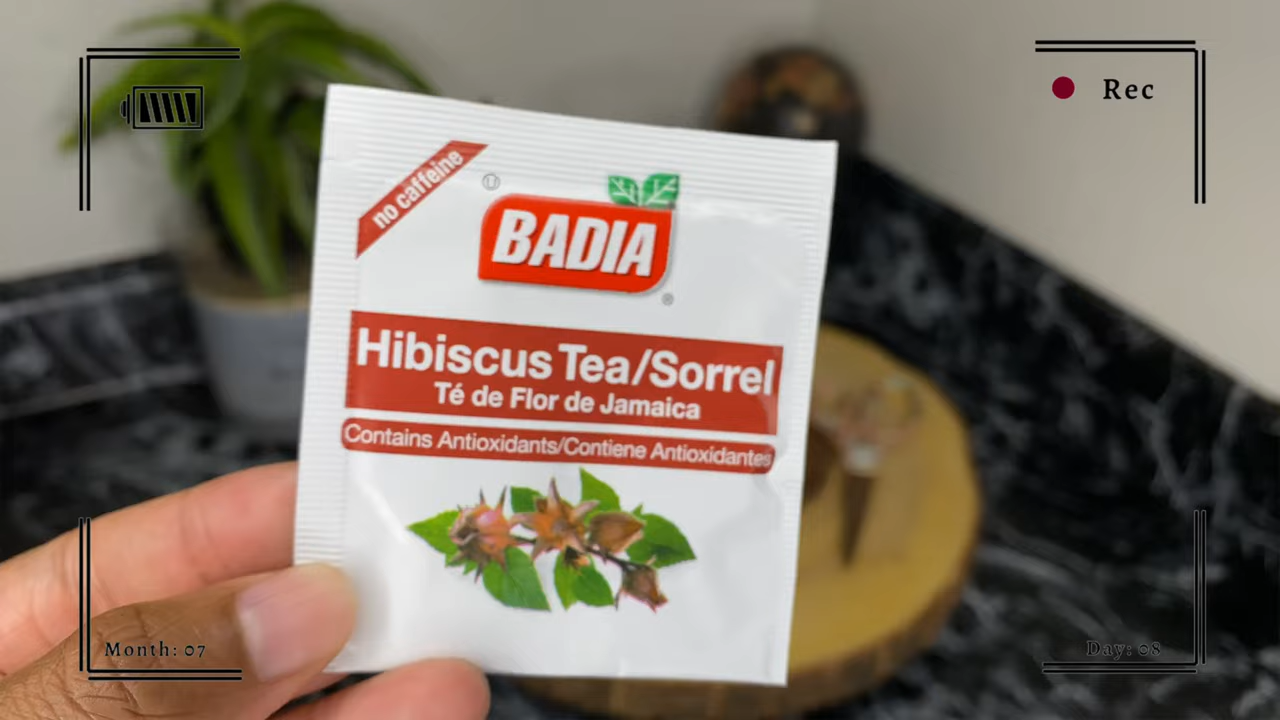 Rec
no caffeine
BADIA
®
Hibiscus Tea/Sorrel
Té de Flor de Jamaica
Contains Antioxidants/Contiene Antioxidantes
Month: 07
Day: 08